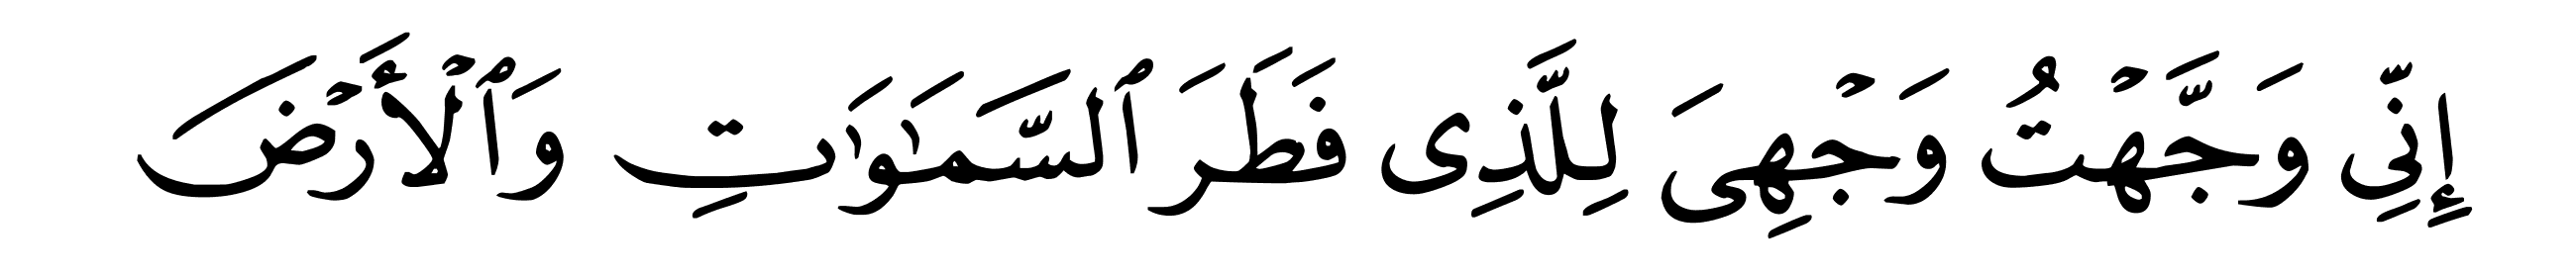 إِنِّى وَجَّهْتُ وَجْهِىَ لِلَّذِى فَطَرَ ٱلسَّمَـٰوَٰتِ وَٱلْأَرْضَ